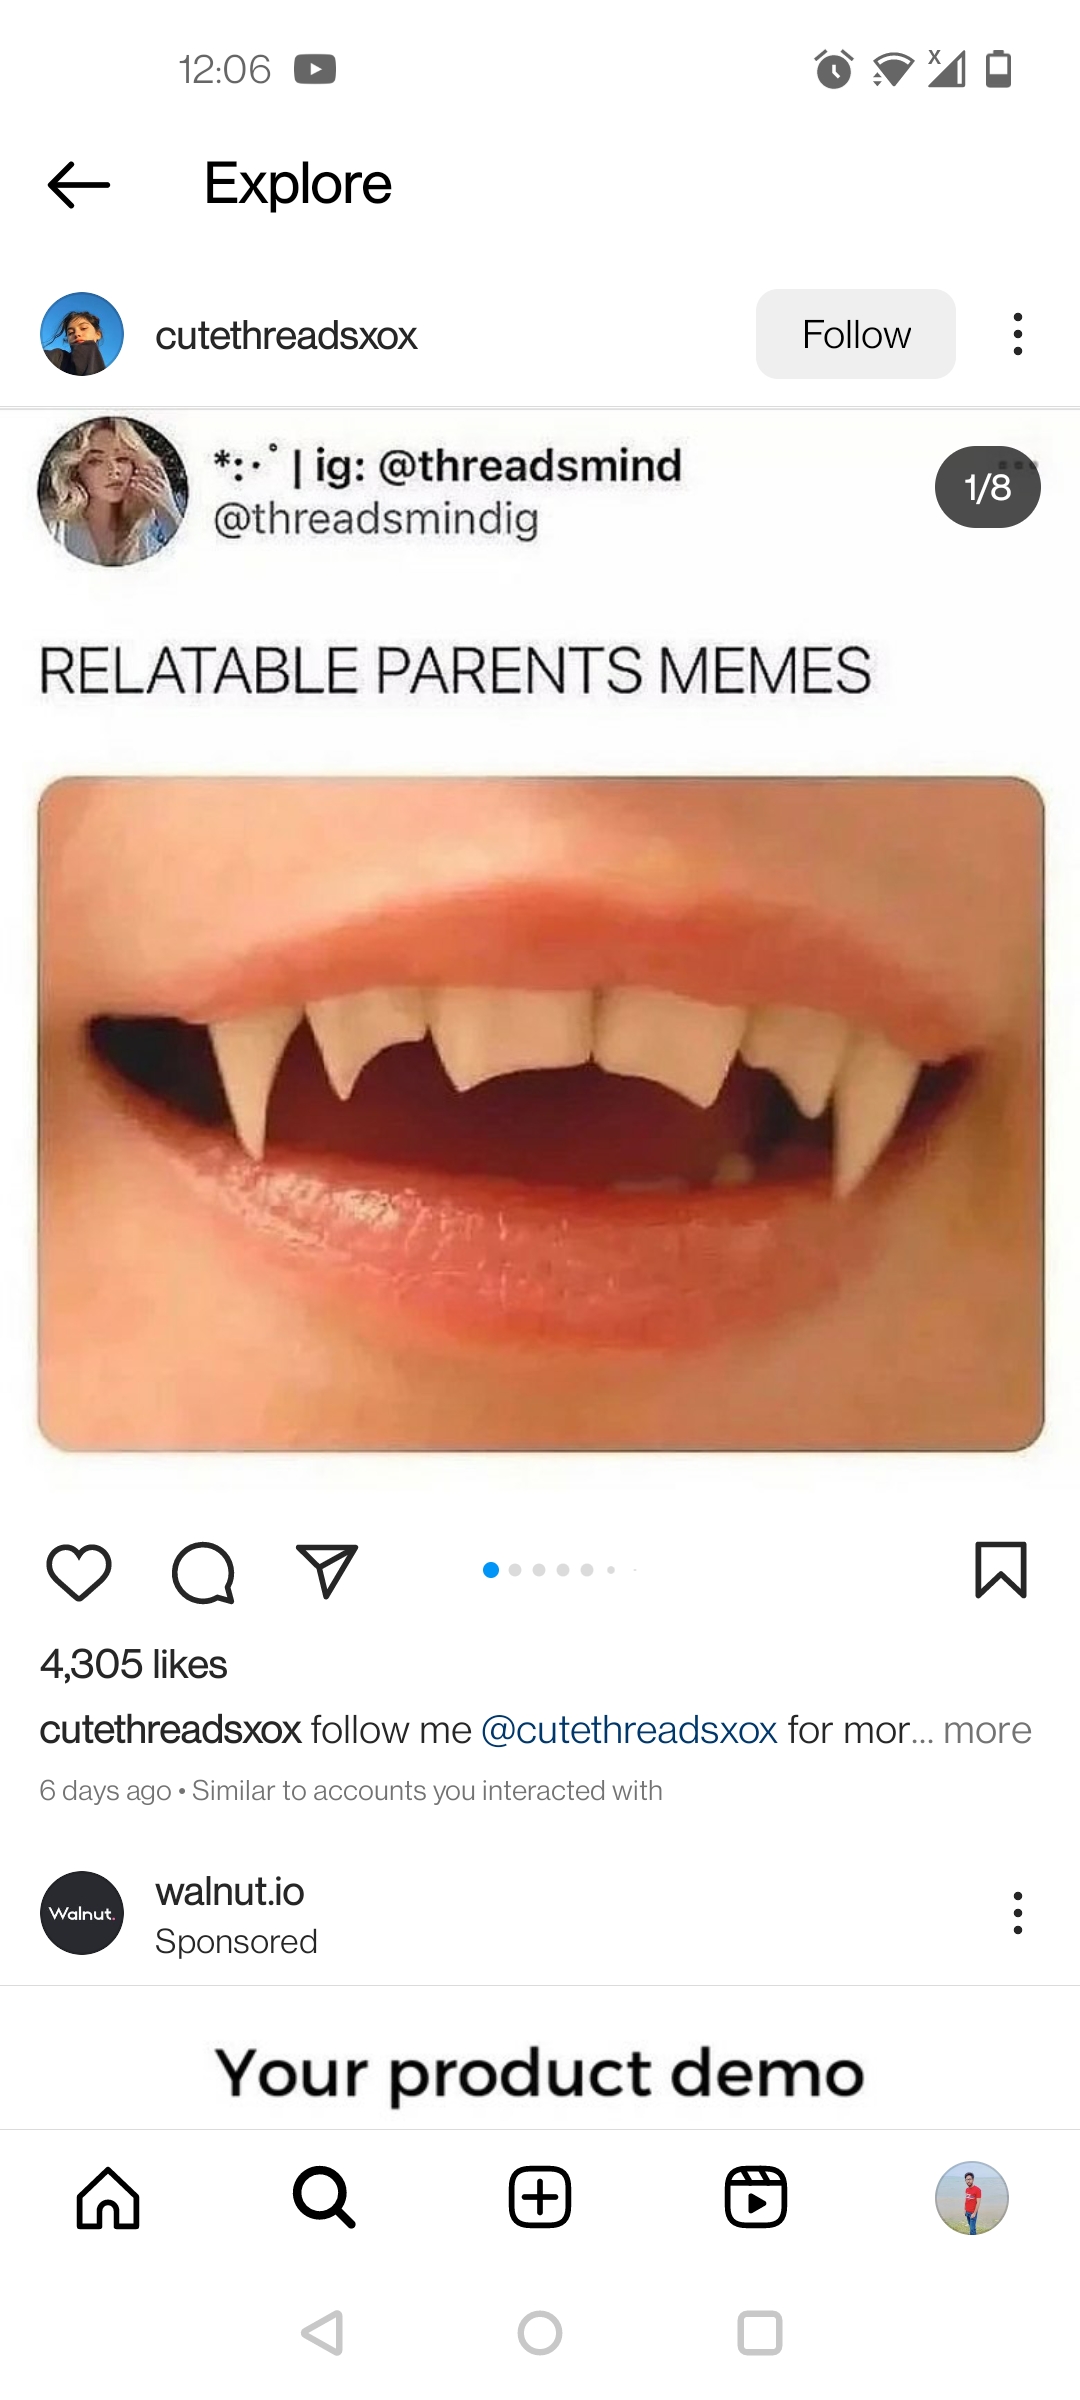 12:06
X
Explore
cutethreadsxox
Follow
*:·˚ | ig: @threadsmind
@threadsmindig
1/8
RELATABLE PARENTS MEMES
4,305 likes
cutethreadsxox follow me @cutethreadsxox for mor... more
6 days ago • Similar to accounts you interacted with
Walnut.
walnut.io
Sponsored
Your product demo